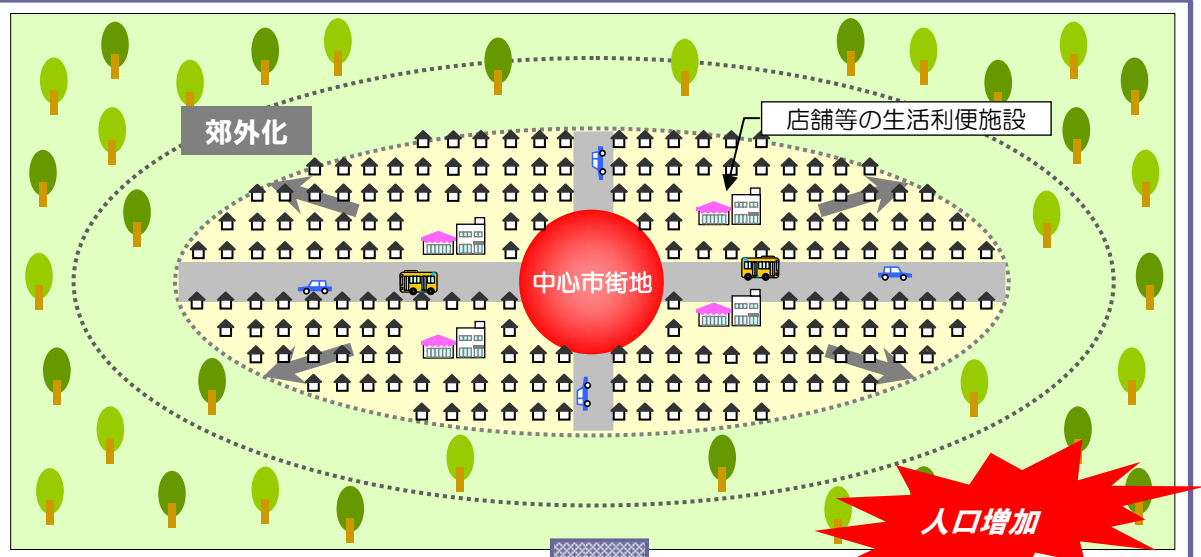 郊外化
店舗等の生活利便施設
中心市街地
人口増加